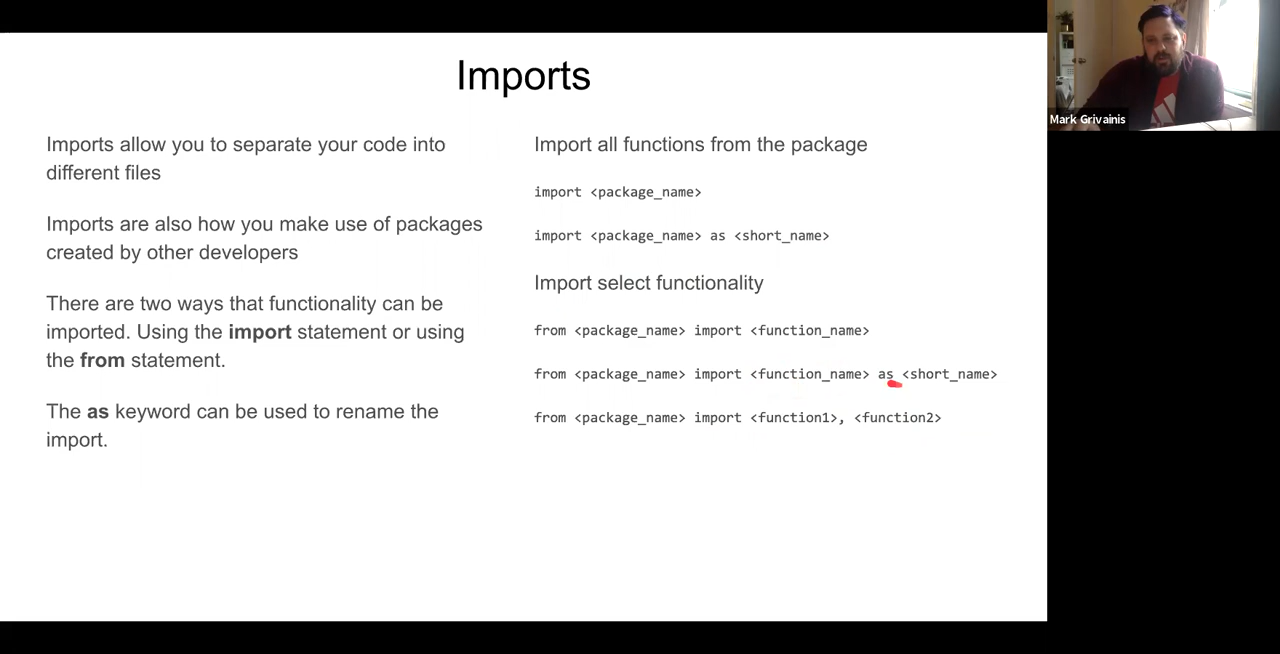 Imports
Imports allow you to separate your code into
different files
Imports are also how you make use of packages
created by other developers
There are two ways that functionality can be
imported. Using the import statement or using
the from statement.
The as keyword can be used to rename the
import.
Import all functions from the package
import <package_name>
import <package_name> as <short_name>
Import select functionality
from <package_name> import <function_name>
from <package_name> import <function_name> as <short_name>
from <package_name> import <function1>, <function2>
Mark Grivainis